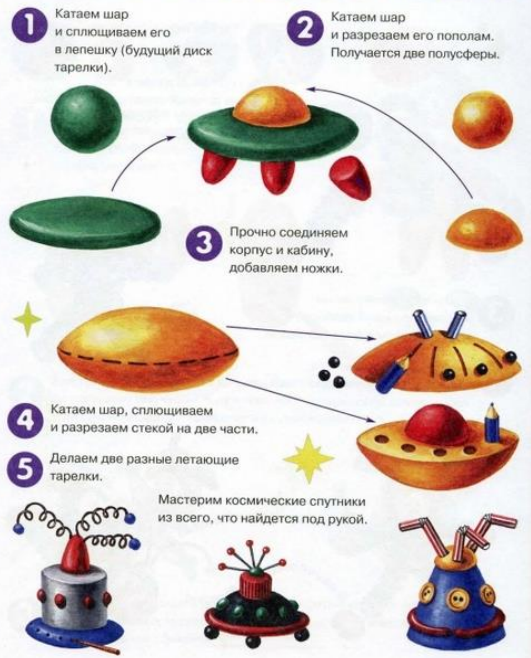 1
Катаем шар
и сплющиваем его
в лепешку (будущий диск
тарелки).
2
Катаем шар
и разрезаем его пополам.
Получается две полусферы.
3
Прочно соединяем
корпус и кабину,
добавляем ножки.
4
Катаем шар, сплющиваем
и разрезаем стекой на две части.
5
Делаем две разные летающие
тарелки.
Мастерим космические спутники
из всего, что найдется под рукой.